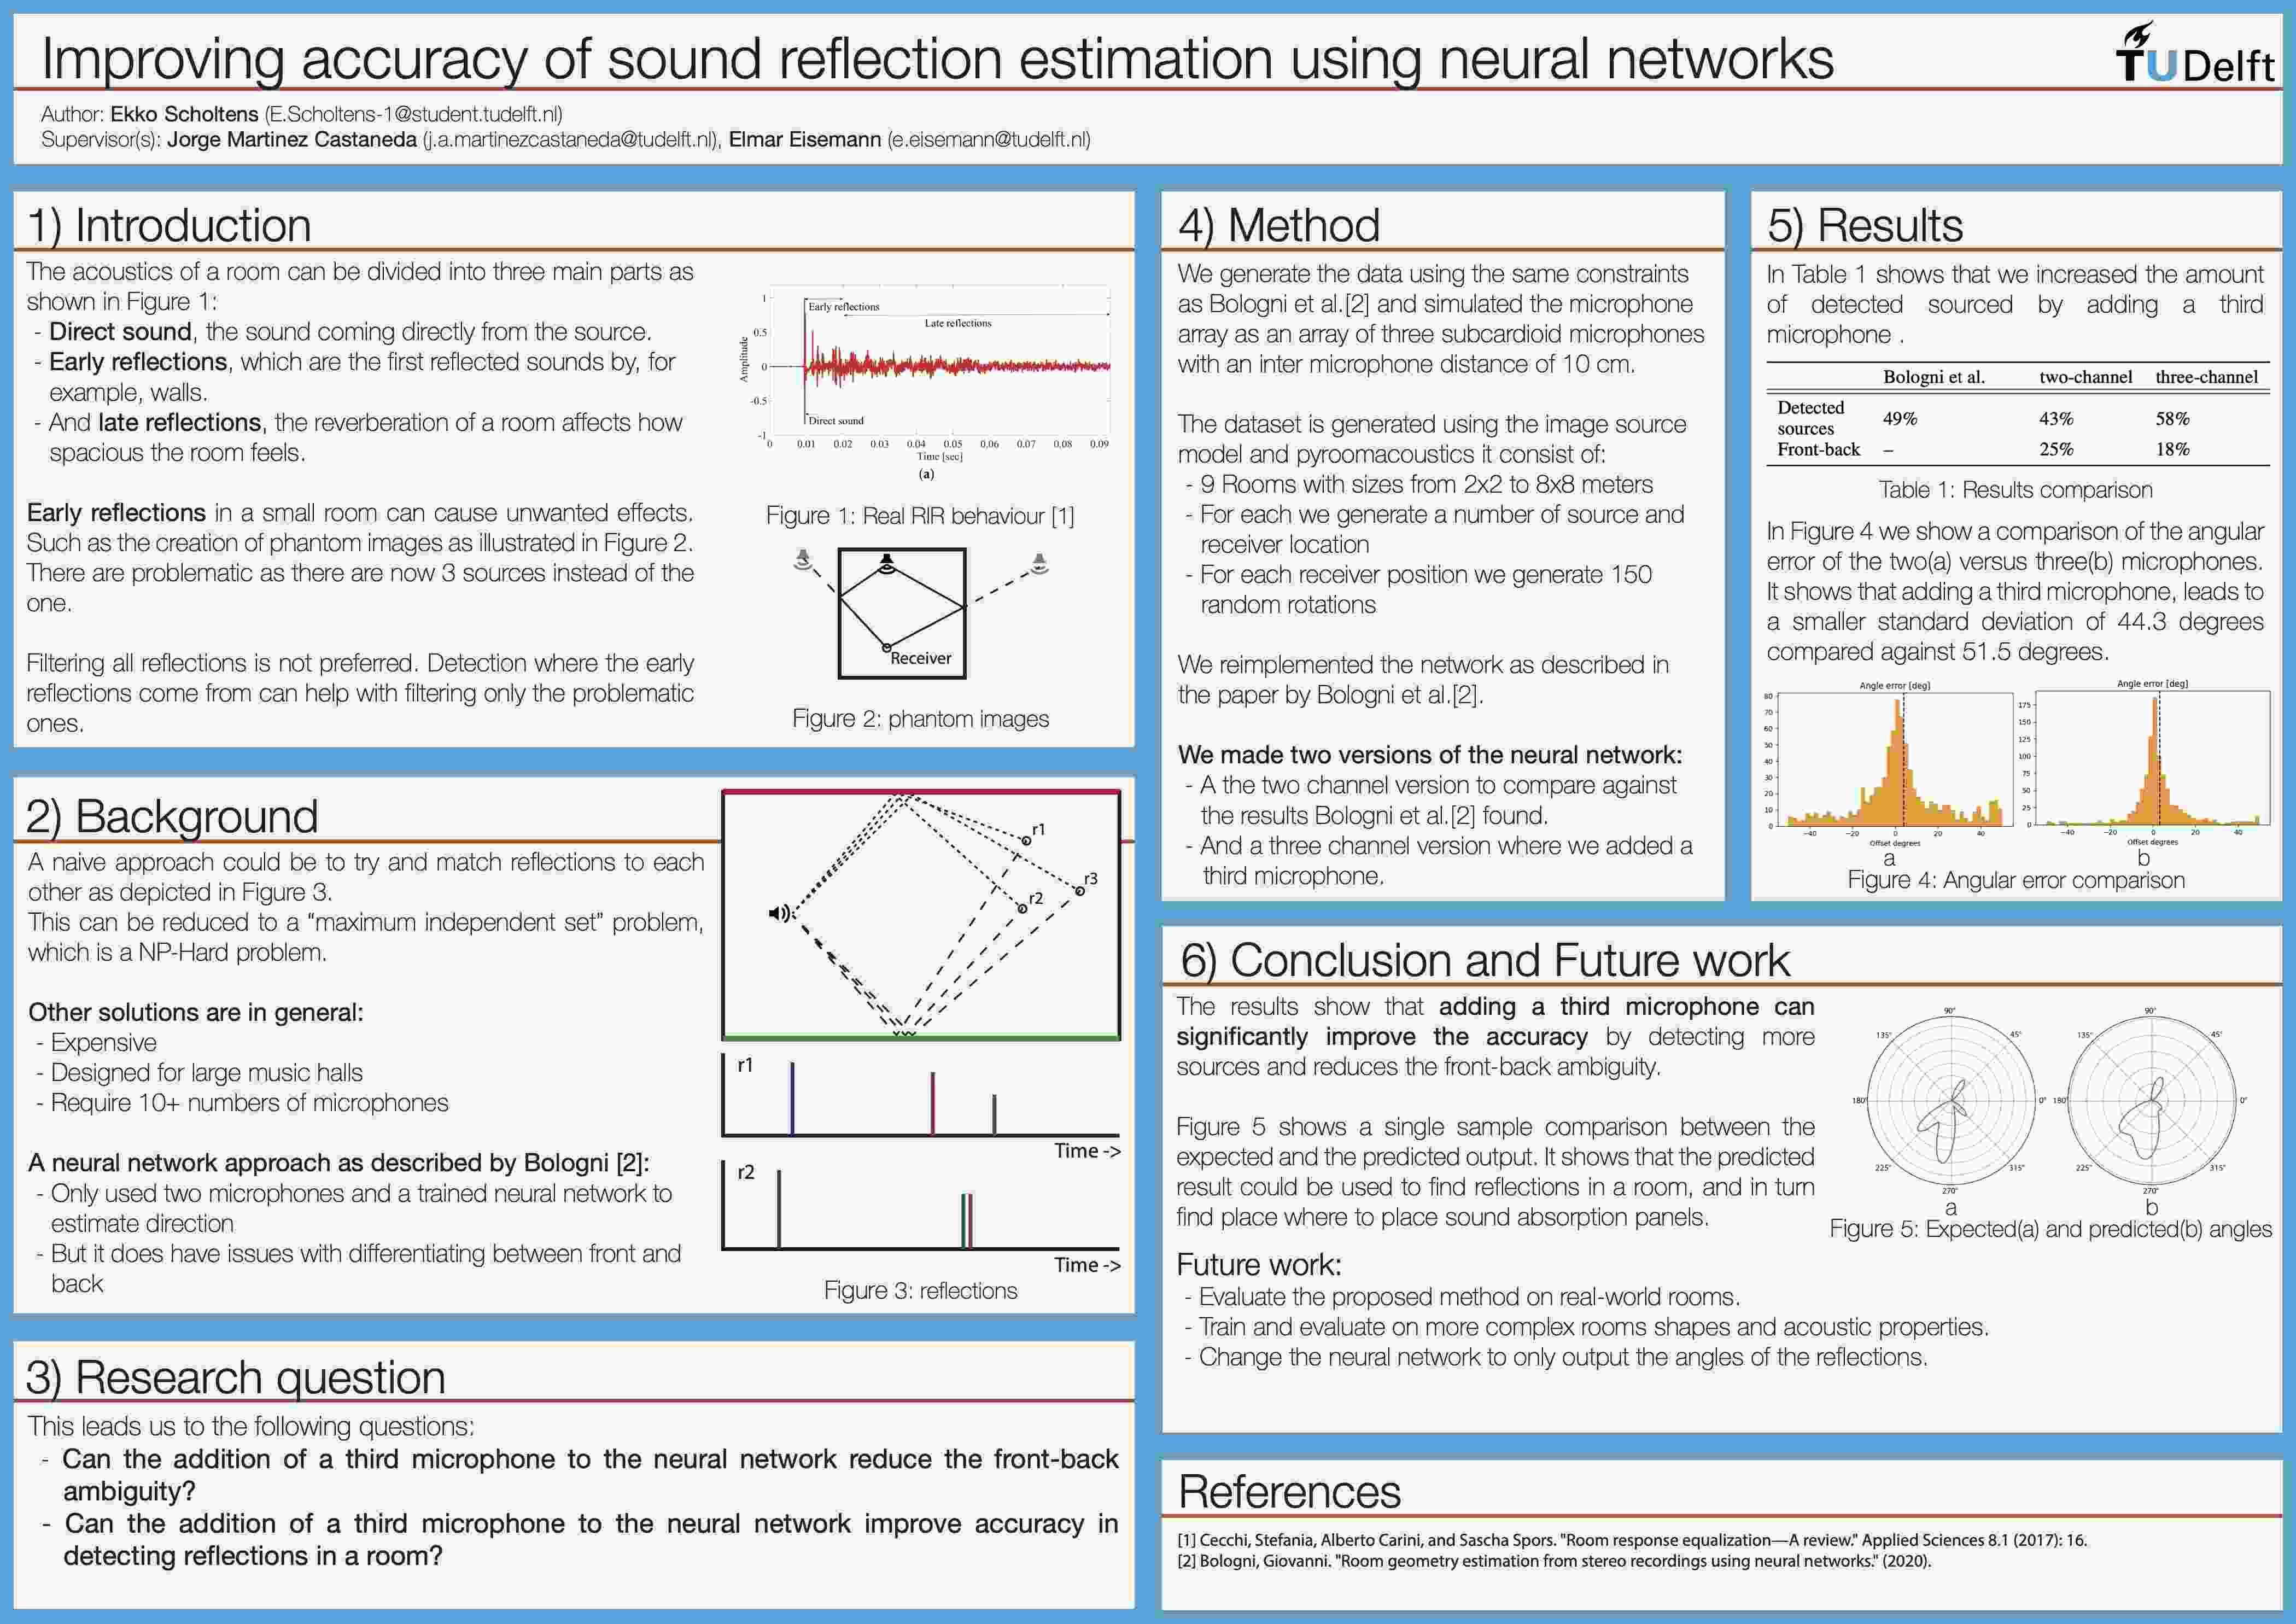 Improving accuracy of sound reflection estimation using neural networks
TU Delft
Author: Ekko Scholtens (E.Scholtens-1@student.tudelft.nl)
Supervisor(s): Jorge Martinez Castaneda (j.a.martinezcastaneda@tudelft.nl), Elmar Eisemann (e.eisemann@tudelft.nl)
1) Introduction
The acoustics of a room can be divided into three main parts as
shown in Figure 1:
- Direct sound, the sound coming directly from the source.
- Early reflections, which are the first reflected sounds by, for
example, walls.
- And late reflections, the reverberation of a room affects how
spacious the room feels.
Early reflections in a small room can cause unwanted effects.
Such as the creation of phantom images as illustrated in Figure 2.
There are problematic as there are now 3 sources instead of the
one.
Filtering all reflections is not preferred. Detection where the early
reflections come from can help with filtering only the problematic
ones.
Early reflections
Late reflections
Direct sound
Amplitude
1
0.5
0
-0.5
-1
0 0.01 0.02 0.03 0.04 0.05 0.06 0.07 0.08 0.09
Time [sec]
(a)
Figure 1: Real RIR behaviour [1]
Receiver
Figure 2: phantom images
2) Background
A naive approach could be to try and match reflections to each
other as depicted in Figure 3.
This can be reduced to a “maximum independent set” problem,
which is a NP-Hard problem.
Other solutions are in general:
- Expensive
- Designed for large music halls
- Require 10+ numbers of microphones
A neural network approach as described by Bologni [2]:
- Only used two microphones and a trained neural network to
estimate direction
- But it does have issues with differentiating between front and
back
r1
r3
r2
r1
Time ->
r2
Time ->
Figure 3: reflections
3) Research question
This leads us to the following questions:
- Can the addition of a third microphone to the neural network reduce the front-back
ambiguity?
- Can the addition of a third microphone to the neural network improve accuracy in
detecting reflections in a room?
4) Method
We generate the data using the same constraints
as Bologni et al.[2] and simulated the microphone
array as an array of three subcardioid microphones
with an inter microphone distance of 10 cm.
The dataset is generated using the image source
model and pyroomacoustics it consist of:
- 9 Rooms with sizes from 2x2 to 8x8 meters
- For each we generate a number of source and
receiver location
- For each receiver position we generate 150
random rotations
We reimplemented the network as described in
the paper by Bologni et al.[2].
We made two versions of the neural network:
- A the two channel version to compare against
the results Bologni et al.[2] found.
- And a three channel version where we added a
third microphone.
5) Results
In Table 1 shows that we increased the amount
of detected sourced by adding a third
microphone .
Bologni et al. two-channel three-channel
Detected
sources 49% 43% 58%
Front-back – 25% 18%
Table 1: Results comparison
In Figure 4 we show a comparison of the angular
error of the two(a) versus three(b) microphones.
It shows that adding a third microphone, leads to
a smaller standard deviation of 44.3 degrees
compared against 51.5 degrees.
Angle error [deg]
80
70
60
50
40
30
20
10
0
−40 −20 0 20 40
Offset degrees
a
Angle error [deg]
175
150
125
100
75
50
25
0
−40 −20 0 20 40
Offset degrees
b
Figure 4: Angular error comparison
6) Conclusion and Future work
The results show that adding a third microphone can
significantly improve the accuracy by detecting more
sources and reduces the front-back ambiguity.
Figure 5 shows a single sample comparison between the
expected and the predicted output. It shows that the predicted
result could be used to find reflections in a room, and in turn
find place where to place sound absorption panels.
90°
135° 45°
180° 0°
225° 315°
270°
a
90°
135° 45°
180° 0°
225° 315°
270°
b
Figure 5: Expected(a) and predicted(b) angles
Future work:
- Evaluate the proposed method on real-world rooms.
- Train and evaluate on more complex rooms shapes and acoustic properties.
- Change the neural network to only output the angles of the reflections.
References
[1] Cecchi, Stefania, Alberto Carini, and Sascha Spors. "Room response equalization—A review." Applied Sciences 8.1 (2017): 16.
[2] Bologni, Giovanni. "Room geometry estimation from stereo recordings using neural networks." (2020).